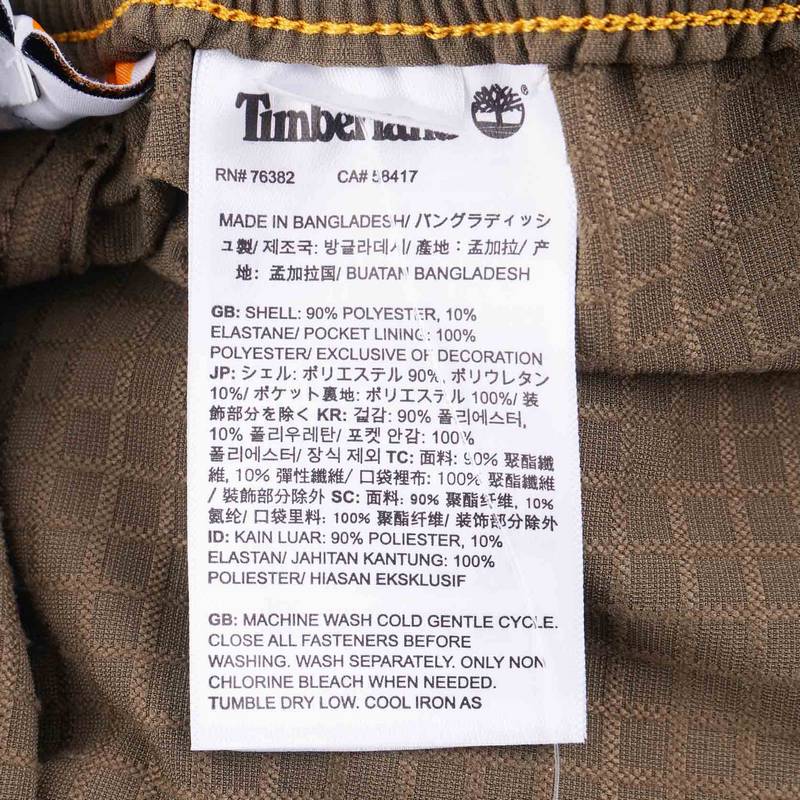 Timberland ®
RN# 76382 CA# 58417
MADE IN BANGLADESH/ バングラディッシ
ュ製/ 제조국: 방글라데시/ 產地：孟加拉/ 产
地：孟加拉国/ BUATAN BANGLADESH
GB: SHELL: 90% POLYESTER, 10%
ELASTANE/ POCKET LINING: 100%
POLYESTER/ EXCLUSIVE OF DECORATION
JP: シェル: ポリエステル 90%, ポリウレタン
10%/ ポケット裏地: ポリエステル 100%/ 装
飾部分を除く KR: 겉감: 90% 폴리에스터,
10% 폴리우레탄/ 포켓 안감: 100%
폴리에스터/ 장식 제외 TC: 面料: 90% 聚酯纖
維, 10% 彈性纖維/ 口袋裡布: 100% 聚酯纖維
/ 裝飾部分除外 SC: 面料: 90% 聚酯纤维, 10%
氨纶/ 口袋里料: 100% 聚酯纤维/ 装饰部分除外
ID: KAIN LUAR: 90% POLIESTER, 10%
ELASTAN/ JAHITAN KANTUNG: 100%
POLIESTER/ HIASAN EKSKLUSIF
GB: MACHINE WASH COLD GENTLE CYCLE.
CLOSE ALL FASTENERS BEFORE
WASHING. WASH SEPARATELY. ONLY NON
CHLORINE BLEACH WHEN NEEDED.
TUMBLE DRY LOW. COOL IRON AS